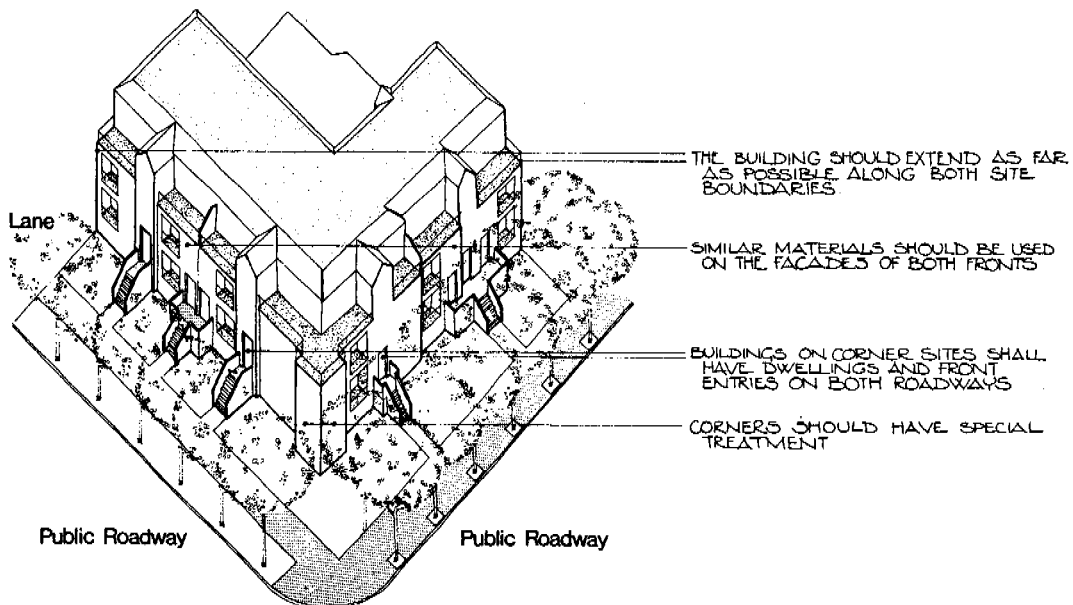 THE BUILDING SHOULD EXTEND AS FAR
AS POSSIBLE ALONG BOTH SITE
BOUNDARIES.
Lane
SIMILAR MATERIALS SHOULD BE USED
ON THE FACADES OF BOTH FRONTS
BUILDINGS ON CORNER SITES SHALL
HAVE DWELLINGS AND FRONT
ENTRIES ON BOTH ROADWAYS
CORNERS SHOULD HAVE SPECIAL
TREATMENT
Public Roadway
Public Roadway